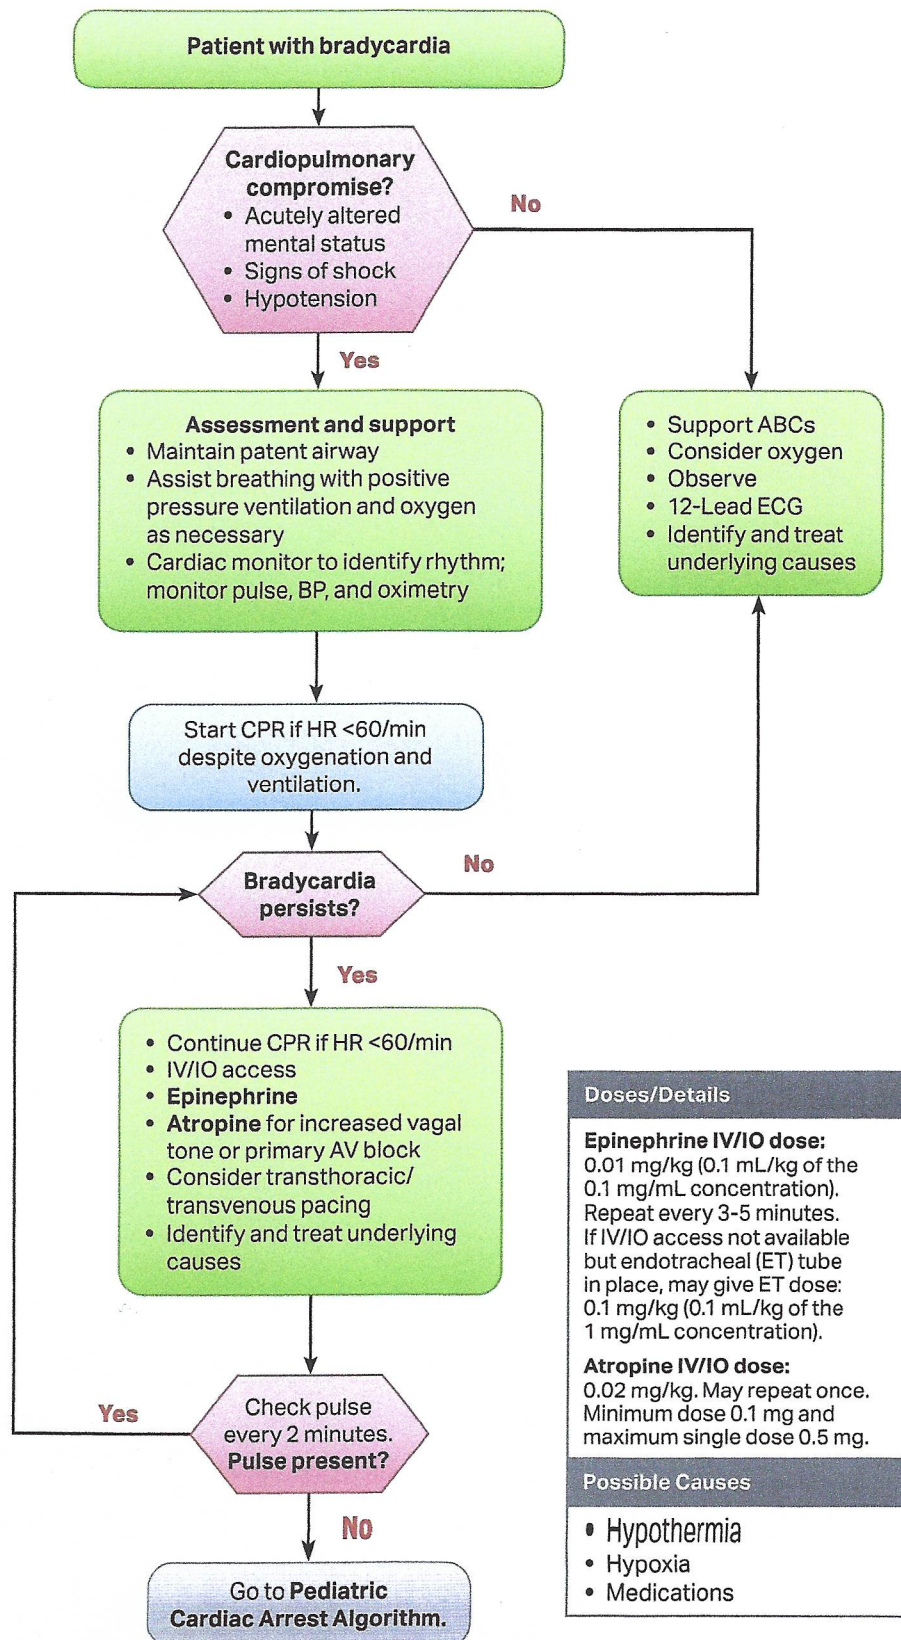 Patient with bradycardia
Cardiopulmonary
compromise?
• Acutely altered
mental status
• Signs of shock
• Hypotension
No
Yes
Assessment and support
• Maintain patent airway
• Assist breathing with positive
pressure ventilation and oxygen
as necessary
• Cardiac monitor to identify rhythm;
monitor pulse, BP, and oximetry
• Support ABCs
• Consider oxygen
• Observe
• 12-Lead ECG
• Identify and treat
underlying causes
Start CPR if HR <60/min
despite oxygenation and
ventilation.
Bradycardia
persists?
No
Yes
• Continue CPR if HR <60/min
• IV/IO access
• Epinephrine
• Atropine for increased vagal
tone or primary AV block
• Consider transthoracic/
transvenous pacing
• Identify and treat underlying
causes
Check pulse
every 2 minutes.
Pulse present?
Yes
No
Go to Pediatric
Cardiac Arrest Algorithm.
Doses/Details
Epinephrine IV/IO dose:
0.01 mg/kg (0.1 mL/kg of the
0.1 mg/mL concentration).
Repeat every 3-5 minutes.
If IV/IO access not available
but endotracheal (ET) tube
in place, may give ET dose:
0.1 mg/kg (0.1 mL/kg of the
1 mg/mL concentration).
Atropine IV/IO dose:
0.02 mg/kg. May repeat once.
Minimum dose 0.1 mg and
maximum single dose 0.5 mg.
Possible Causes
• Hypothermia
• Hypoxia
• Medications